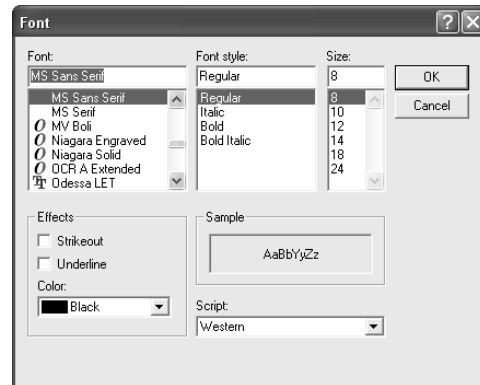 Font
Font: Font style: Size:
MS Sans Serif Regular 8 OK
MS Sans Serif Regular 8 Cancel
MS Serif Italic 10
MV Boli Bold 12
Niagara Engraved Bold Italic 14
Niagara Solid 18
OCR A Extended 24
Odessa LET
Effects Sample
Strikeout
Underline AaBbYyZz
Color: Script:
Black Western